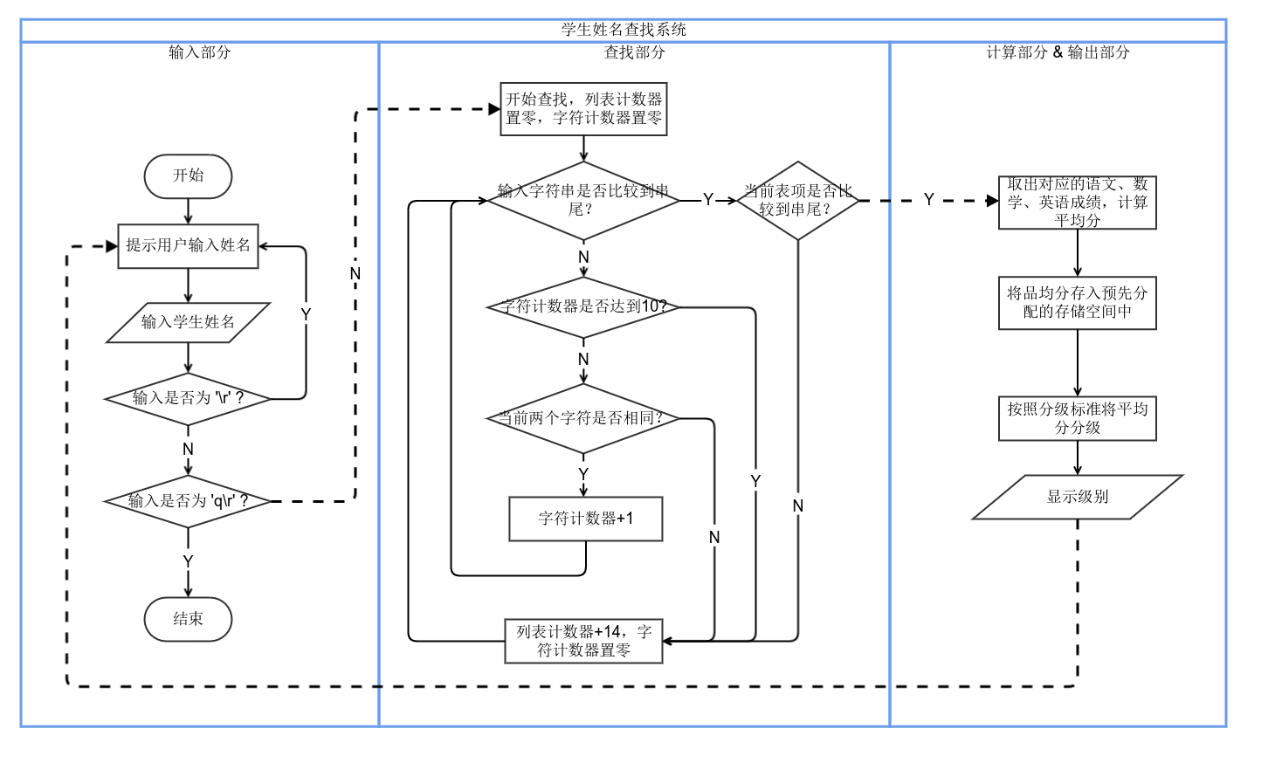 学生姓名查找系统
输入部分
查找部分
计算部分 & 输出部分
开始
提示用户输入姓名
输入学生姓名
Y
输入是否为 '\r' ?
N
输入是否为 'q\r' ?
Y
结束
N
开始查找，列表计数器
置零，字符计数器置零
输入字符串是否比较到串
尾?
Y
当前表项是否比
较到串尾?
N
字符计数器是否达到10?
N
当前两个字符是否相同?
Y
字符计数器+1
N
Y
N
列表计数器+14，字
符计数器置零
Y
取出对应的语文、数
学、英语成绩，计算
平均分
将品均分存入预先分
配的存储空间中
按照分级标准将平均
分分级
显示级别